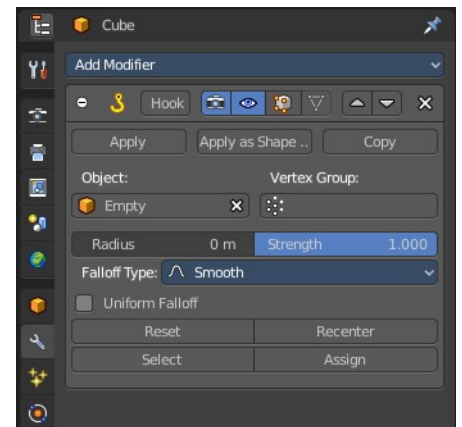 Cube
Add Modifier
Hook
Apply Apply as Shape .. Copy
Object: Vertex Group:
Empty
Radius 0 m Strength 1.000
Falloff Type: Smooth
Uniform Falloff
Reset Recenter
Select Assign